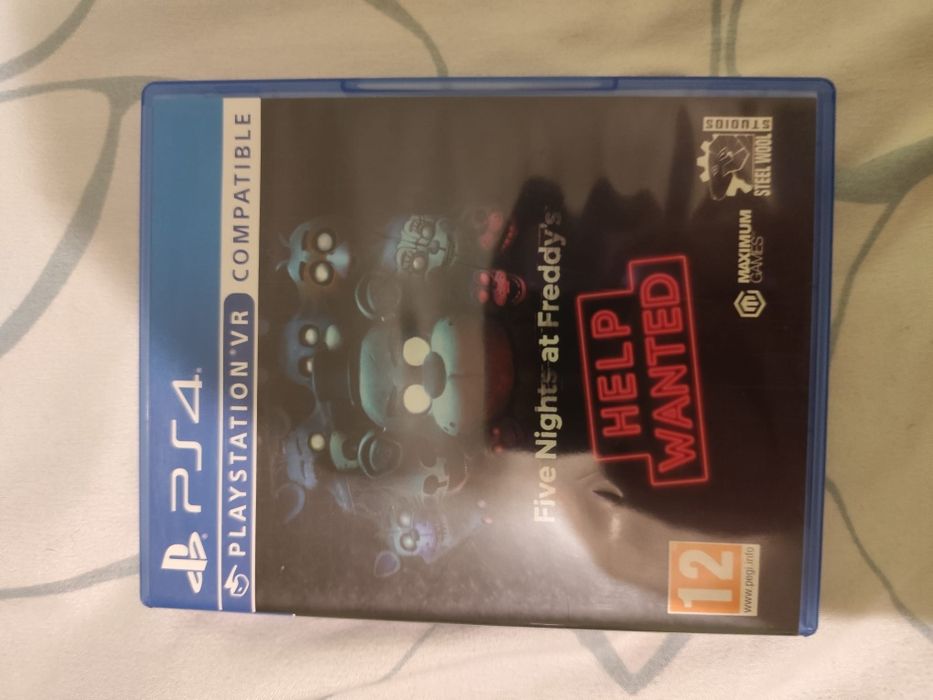 PS4
PLAYSTATION®VR COMPATIBLE
Five Nights at Freddy's
HELP
WANTED
12
www.pegi.info
MAXIMUM
GAMES
STEEL WOOL
STUDIOS